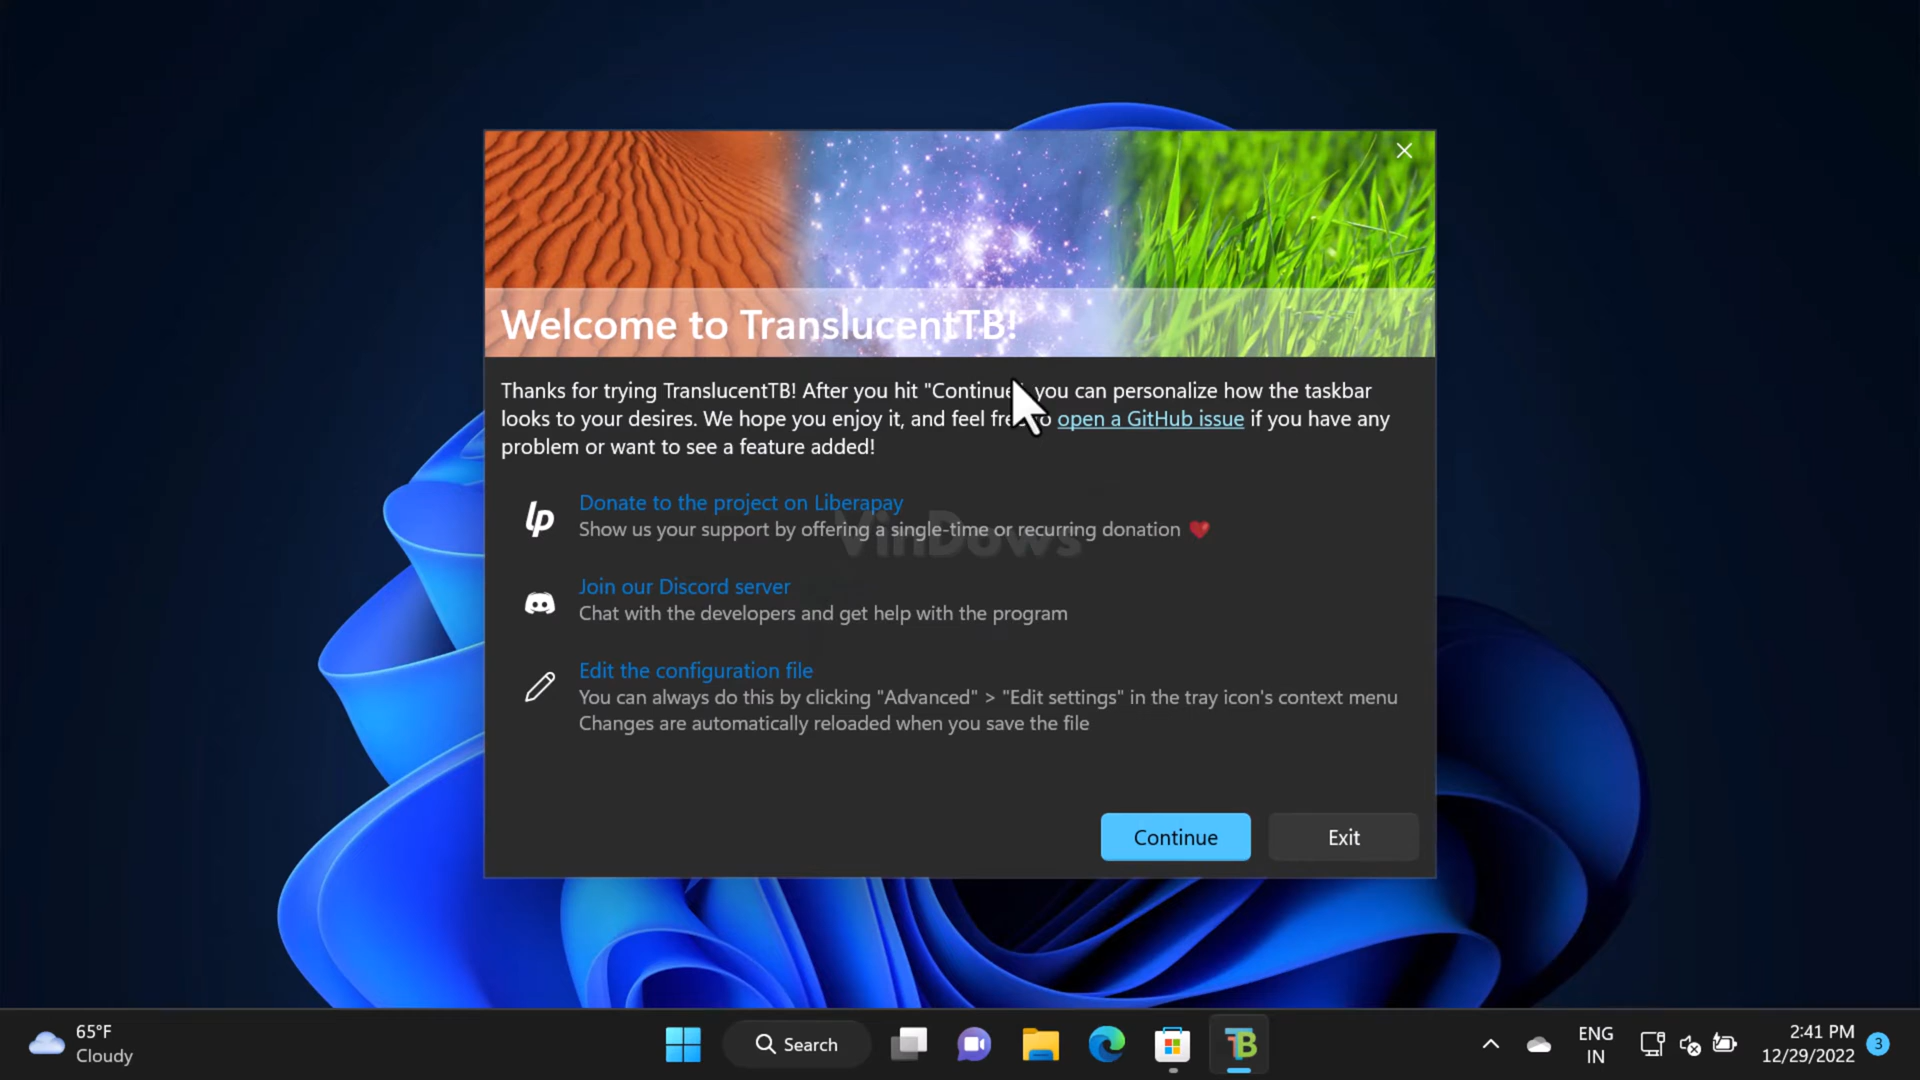 Welcome to TranslucentTB!
Thanks for trying TranslucentTB! After you hit "Continue", you can personalize how the taskbar
looks to your desires. We hope you enjoy it, and feel free to open a GitHub issue if you have any
problem or want to see a feature added!
Donate to the project on Liberapay
Show us your support by offering a single-time or recurring donation ❤
VinDows
Join our Discord server
Chat with the developers and get help with the program
Edit the configuration file
You can always do this by clicking "Advanced" > "Edit settings" in the tray icon's context menu
Changes are automatically reloaded when you save the file
Continue
Exit
65°F
Cloudy
Search
TB
ENG
IN
2:41 PM
12/29/2022
3